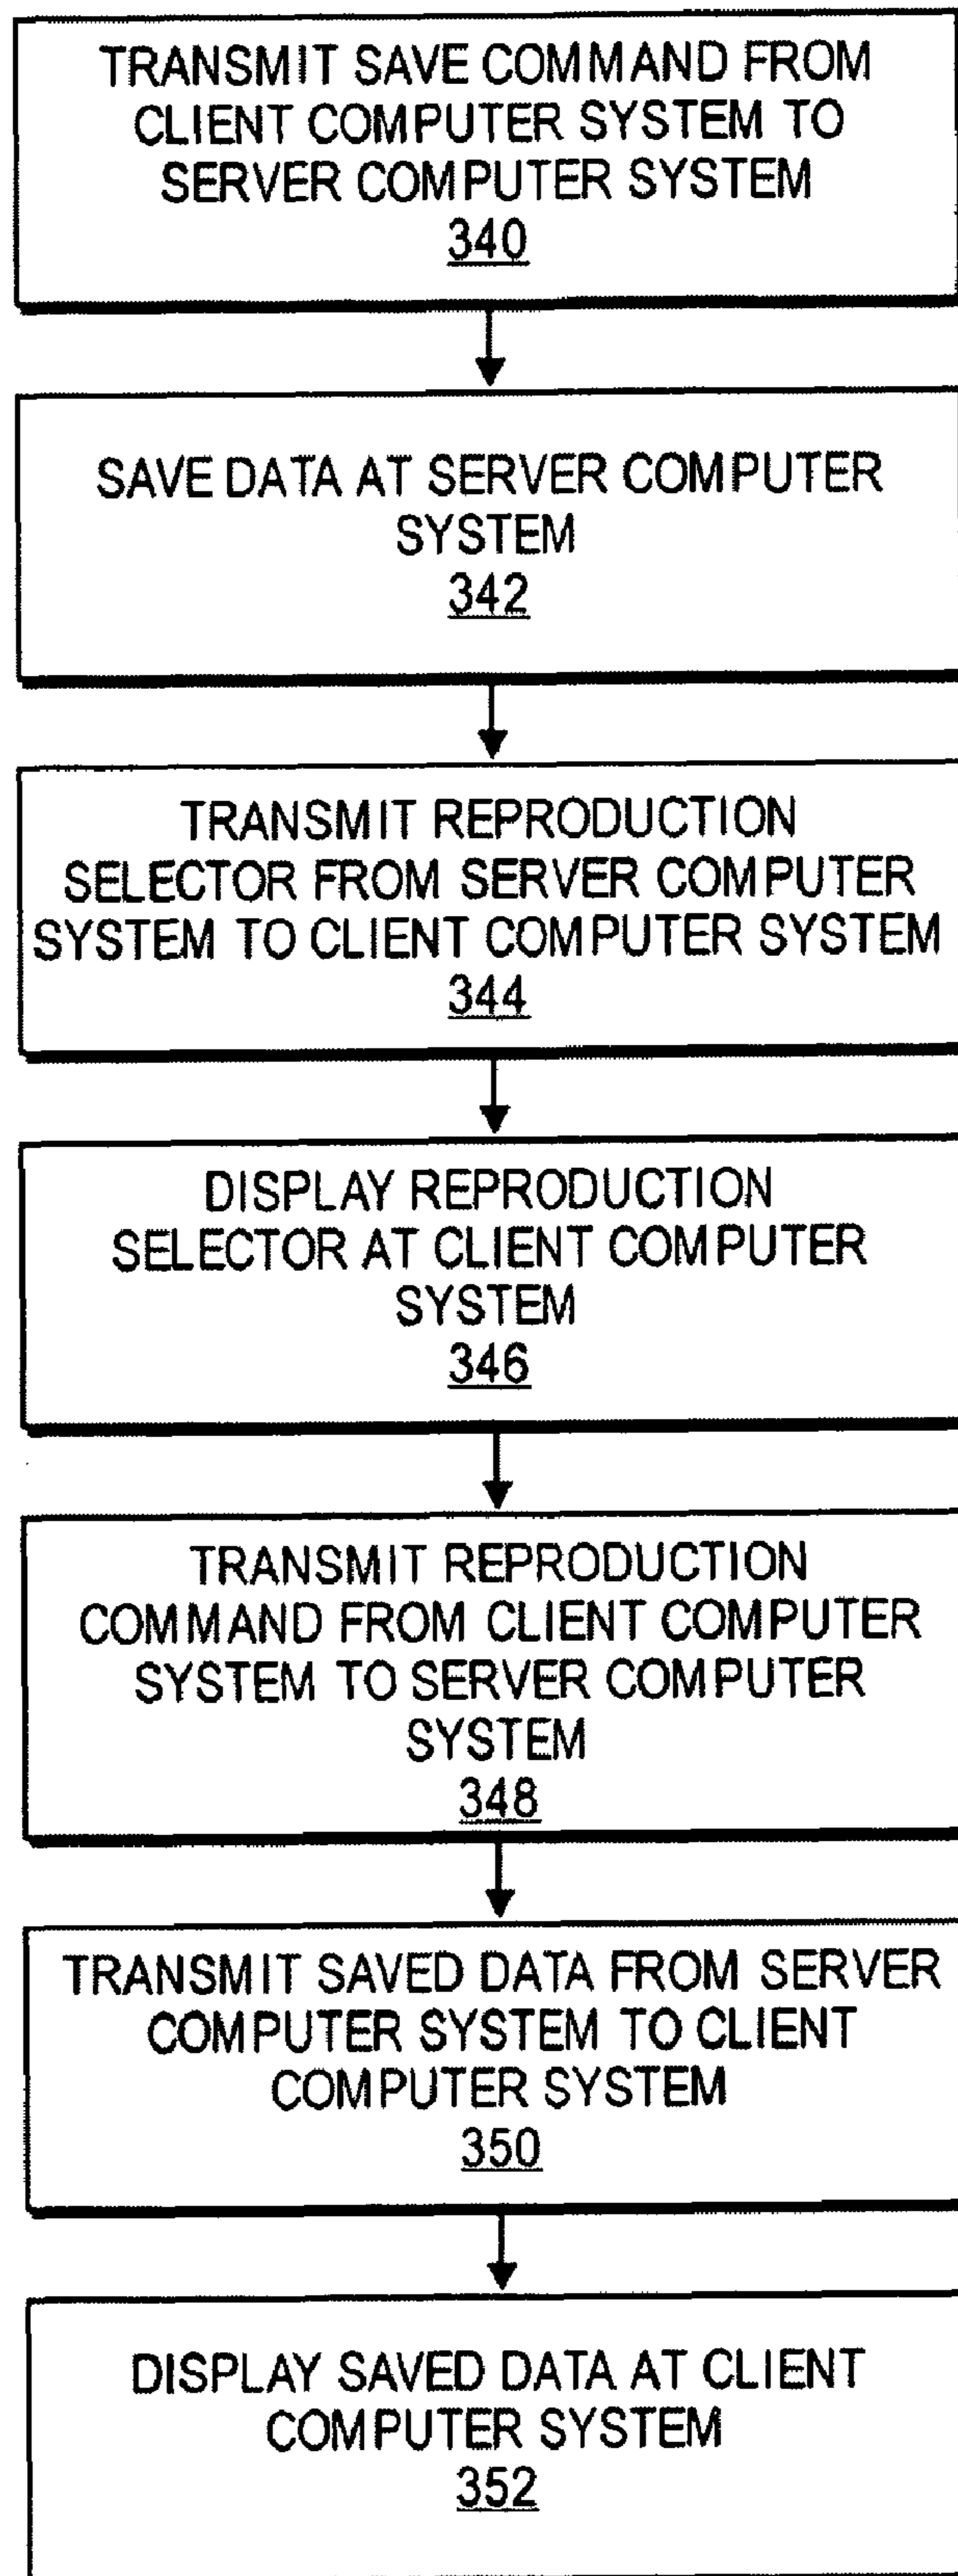 TRANSMIT SAVE COMMAND FROM
CLIENT COMPUTER SYSTEM TO
SERVER COMPUTER SYSTEM
340
SAVE DATA AT SERVER COMPUTER
SYSTEM
342
TRANSMIT REPRODUCTION
SELECTOR FROM SERVER COMPUTER
SYSTEM TO CLIENT COMPUTER SYSTEM
344
DISPLAY REPRODUCTION
SELECTOR AT CLIENT COMPUTER
SYSTEM
346
TRANSMIT REPRODUCTION
COMMAND FROM CLIENT COMPUTER
SYSTEM TO SERVER COMPUTER
SYSTEM
348
TRANSMIT SAVED DATA FROM SERVER
COMPUTER SYSTEM TO CLIENT
COMPUTER SYSTEM
350
DISPLAY SAVED DATA AT CLIENT
COMPUTER SYSTEM
352